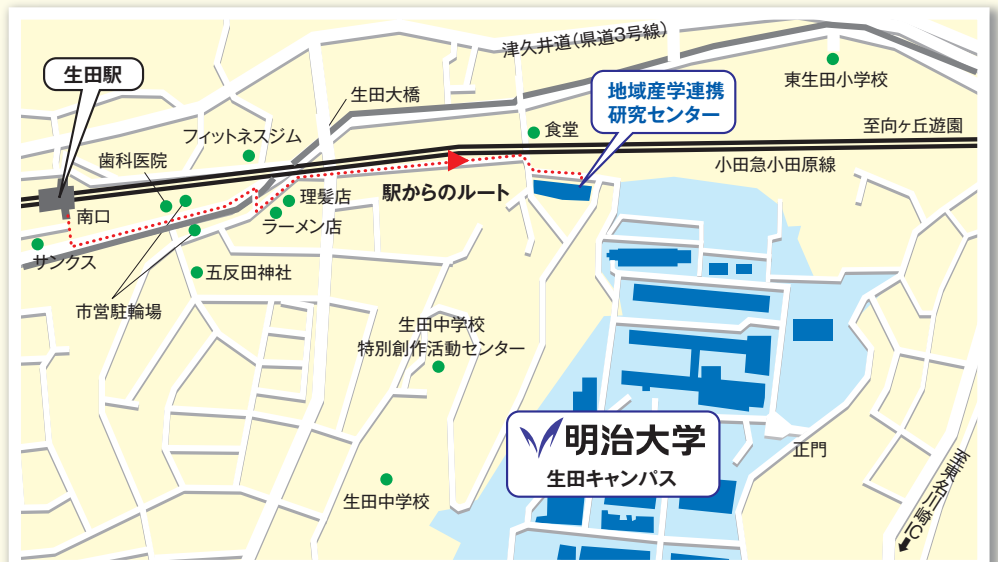 津久井道(県道3号線)
生田駅
東生田小学校
地域産学連携
研究センター
生田大橋
食堂
至向ヶ丘遊園
フィットネスジム
歯科医院
小田急小田原線
理髪店
駅からのルート
南口
ラーメン店
サンクス
五反田神社
市営駐輪場
生田中学校
特別創作活動センター
明治大学
生田キャンパス
正門
生田中学校
至東名川崎IC